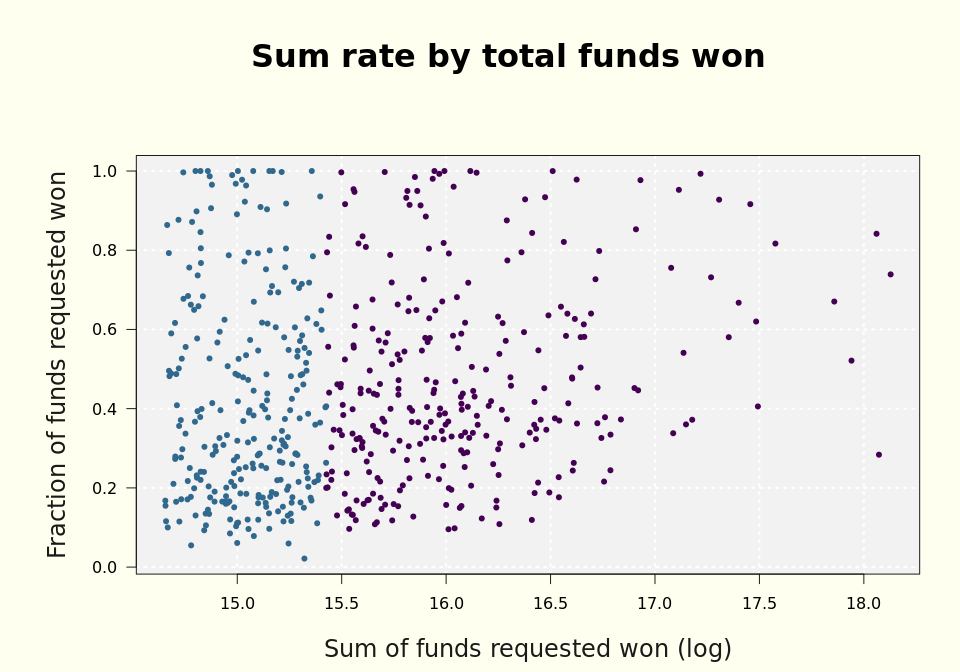 Sum rate by total funds won
Fraction of funds requested won
1.0
0.8
0.6
0.4
0.2
0.0
15.0 15.5 16.0 16.5 17.0 17.5 18.0
Sum of funds requested won (log)